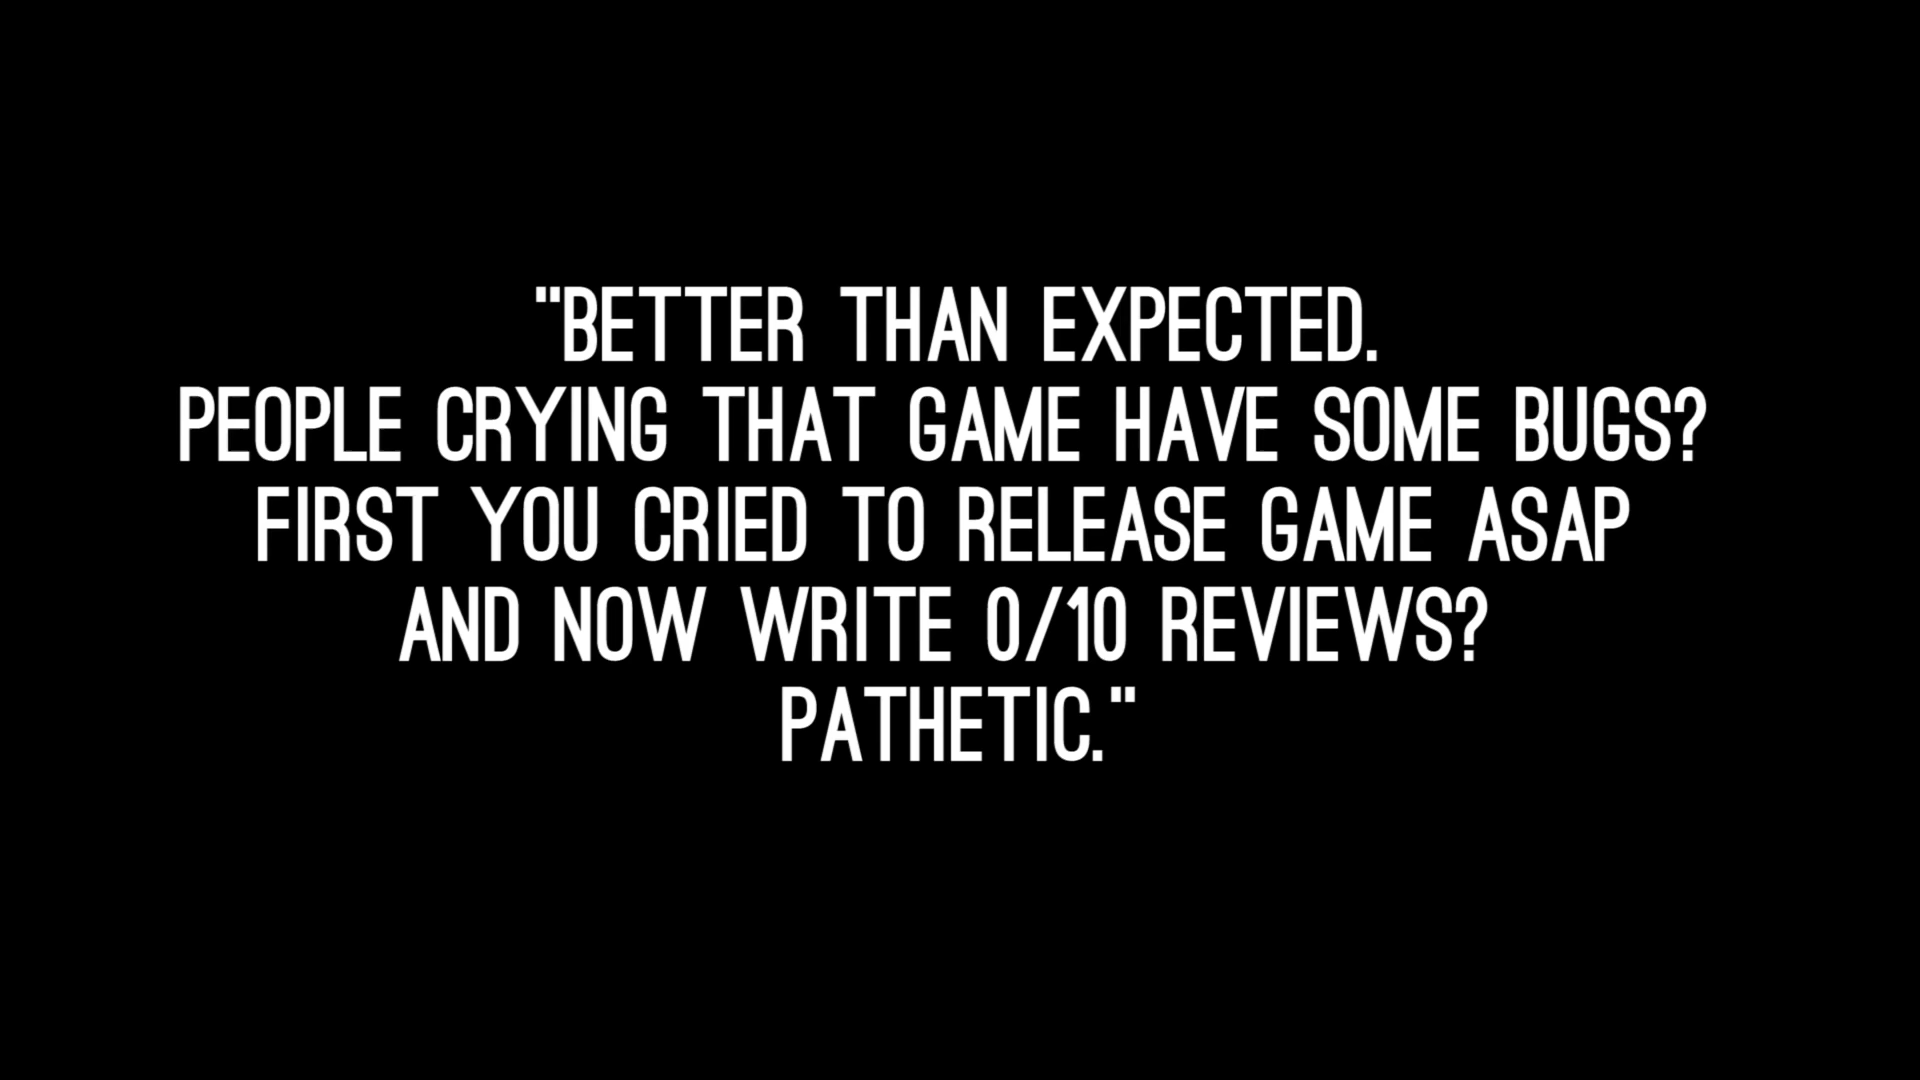 "BETTER THAN EXPECTED.
PEOPLE CRYING THAT GAME HAVE SOME BUGS?
FIRST YOU CRIED TO RELEASE GAME ASAP
AND NOW WRITE 0/10 REVIEWS?
PATHETIC."